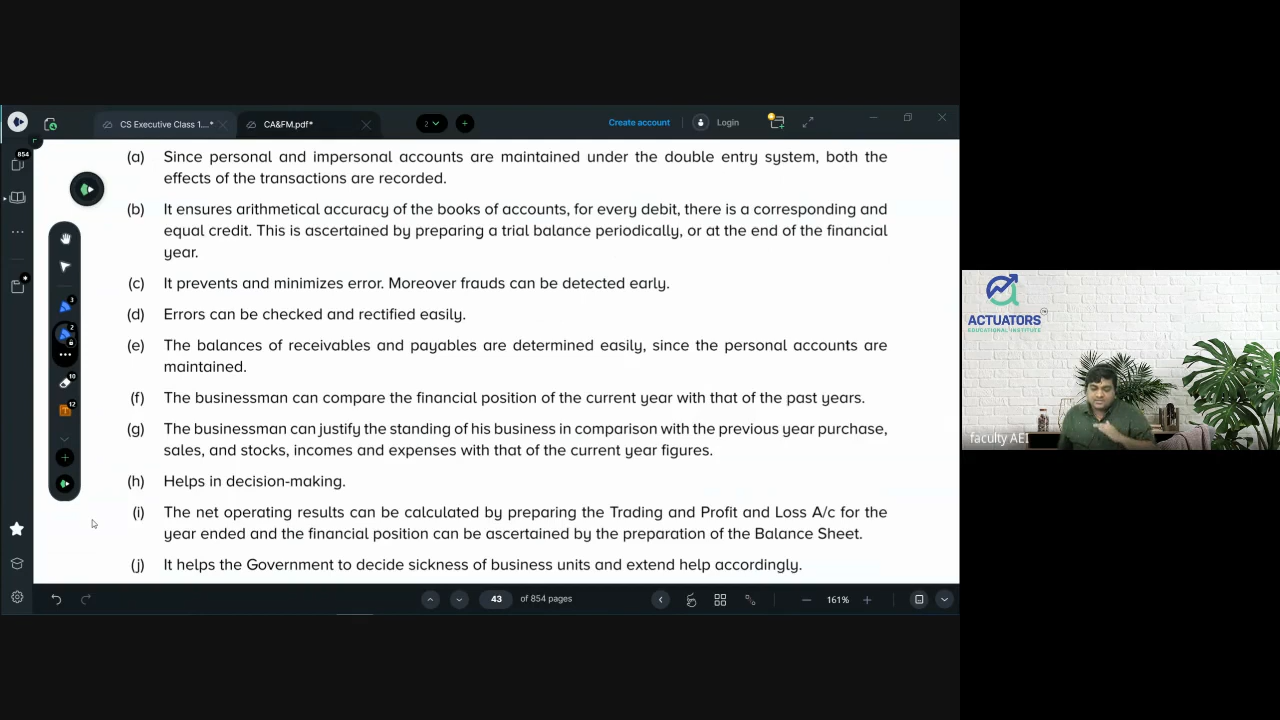 CS Executive Class 1....*
CA&FM.pdf*
2
Create account
Login
854
(a) Since personal and impersonal accounts are maintained under the double entry system, both the
effects of the transactions are recorded.
(b) It ensures arithmetical accuracy of the books of accounts, for every debit, there is a corresponding and
equal credit. This is ascertained by preparing a trial balance periodically, or at the end of the financial
year.
(c) It prevents and minimizes error. Moreover frauds can be detected early.
(d) Errors can be checked and rectified easily.
(e) The balances of receivables and payables are determined easily, since the personal accounts are
maintained.
(f) The businessman can compare the financial position of the current year with that of the past years.
(g) The businessman can justify the standing of his business in comparison with the previous year purchase,
sales, and stocks, incomes and expenses with that of the current year figures.
(h) Helps in decision-making.
(i) The net operating results can be calculated by preparing the Trading and Profit and Loss A/c for the
year ended and the financial position can be ascertained by the preparation of the Balance Sheet.
(j) It helps the Government to decide sickness of business units and extend help accordingly.
3
2
10
12
43 of 854 pages
161%
ACTUATORS
EDUCATIONAL INSTITUTE
faculty AEI